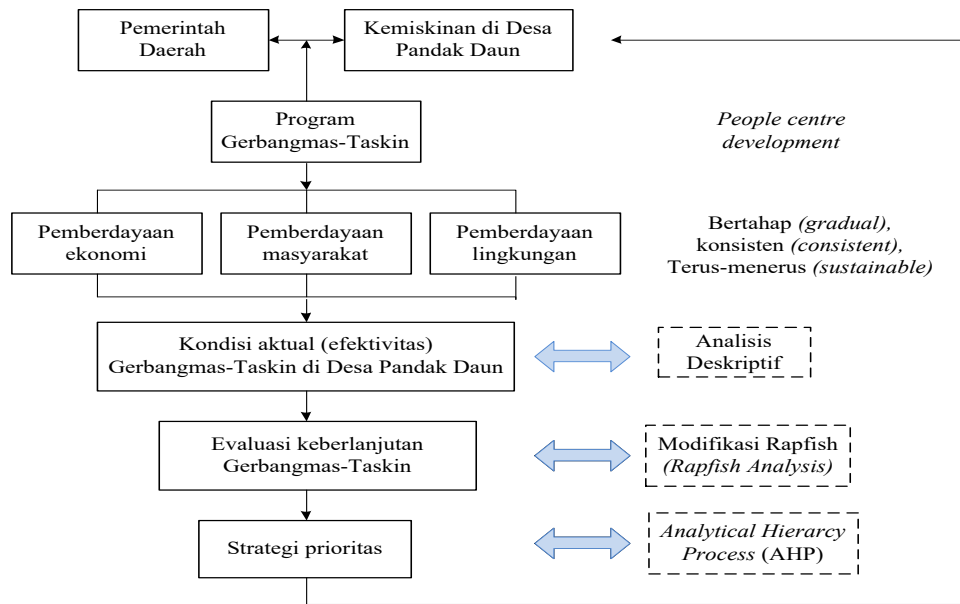 Pemerintah
Daerah
Kemiskinan di Desa
Pandak Daun
Program
Gerbangmas-Taskin
People centre
development
Pemberdayaan
ekonomi
Pemberdayaan
masyarakat
Pemberdayaan
lingkungan
Bertahap (gradual),
konsisten (consistent),
Terus-menerus (sustainable)
Kondisi aktual (efektivitas)
Gerbangmas-Taskin di Desa Pandak Daun
Analisis
Deskriptif
Evaluasi keberlanjutan
Gerbangmas-Taskin
Modifikasi Rapfish
(Rapfish Analysis)
Strategi prioritas
Analytical Hierarcy
Process (AHP)